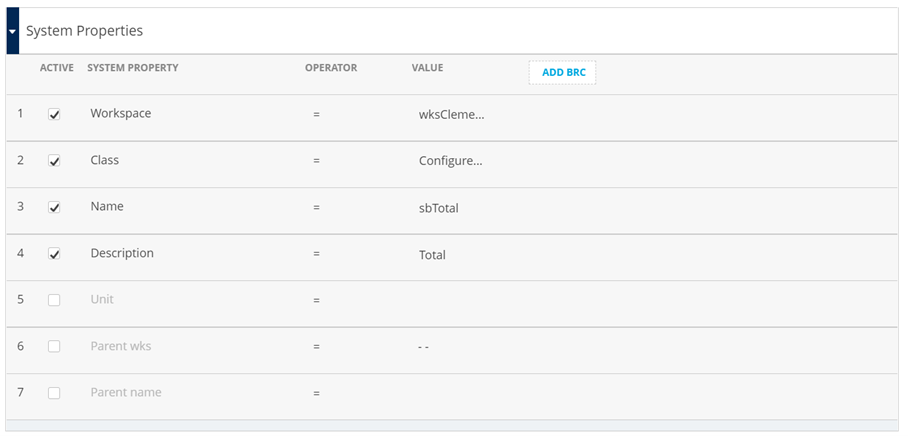 System Properties
ACTIVE SYSTEM PROPERTY OPERATOR VALUE ADD BRC
1 Workspace = wksCleme...
2 Class = Configure...
3 Name = sbTotal
4 Description = Total
5 Unit =
6 Parent wks = - -
7 Parent name =